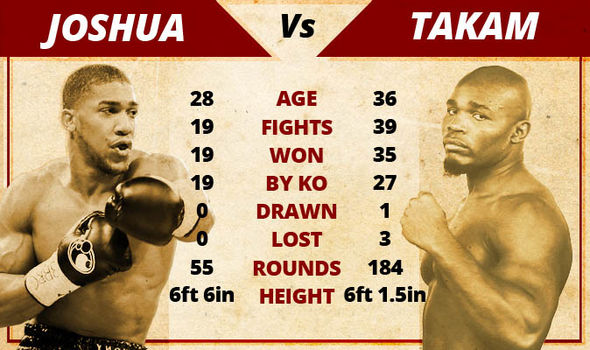 JOSHUA Vs TAKAM
28 AGE 36
19 FIGHTS 39
19 WON 35
19 BY KO 27
0 DRAWN 1
0 LOST 3
55 ROUNDS 184
6ft 6in HEIGHT 6ft 1.5in